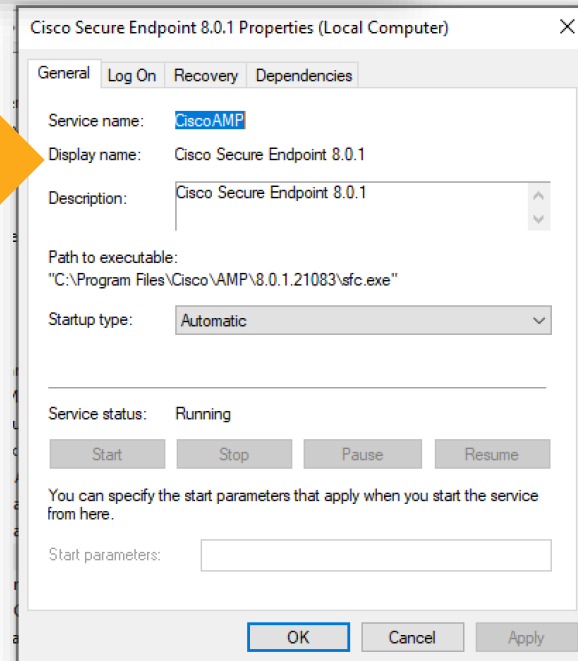 Cisco Secure Endpoint 8.0.1 Properties (Local Computer)
General Log On Recovery Dependencies
Service name: CiscoAMP
Display name: Cisco Secure Endpoint 8.0.1
Description: Cisco Secure Endpoint 8.0.1
Path to executable:
"C:\Program Files\Cisco\AMP\8.0.1.21083\sfc.exe"
Startup type: Automatic
Service status: Running
Start Stop Pause Resume
You can specify the start parameters that apply when you start the service
from here.
Start parameters:
OK Cancel Apply